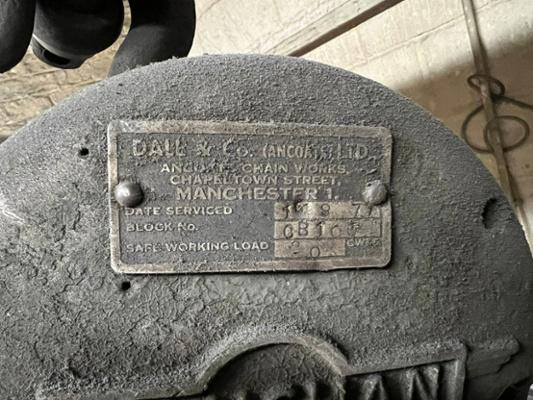 DALE & CO. (ANCOATS) LTD.
ANCOATS CHAIN WORKS,
CHAPELTOWN STREET,
MANCHESTER 1.
DATE SERVICED
BLOCK No.
SAFE WORKING LOAD 20 CWTS